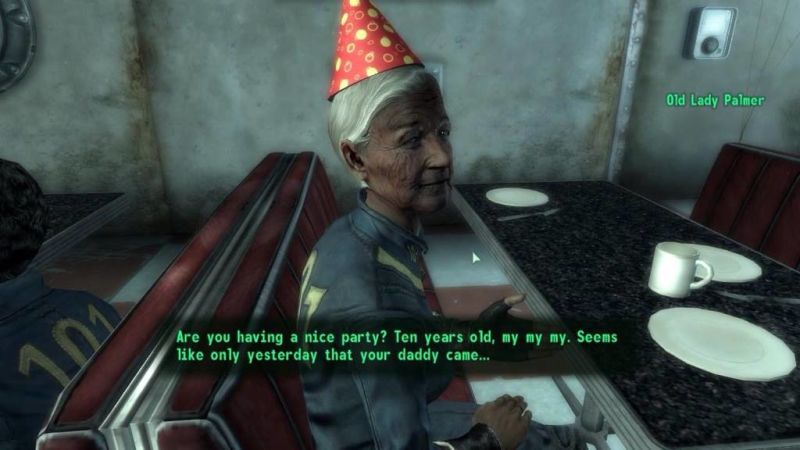 Old Lady Palmer
101
Are you having a nice party? Ten years old, my my my. Seems
like only yesterday that your daddy came...